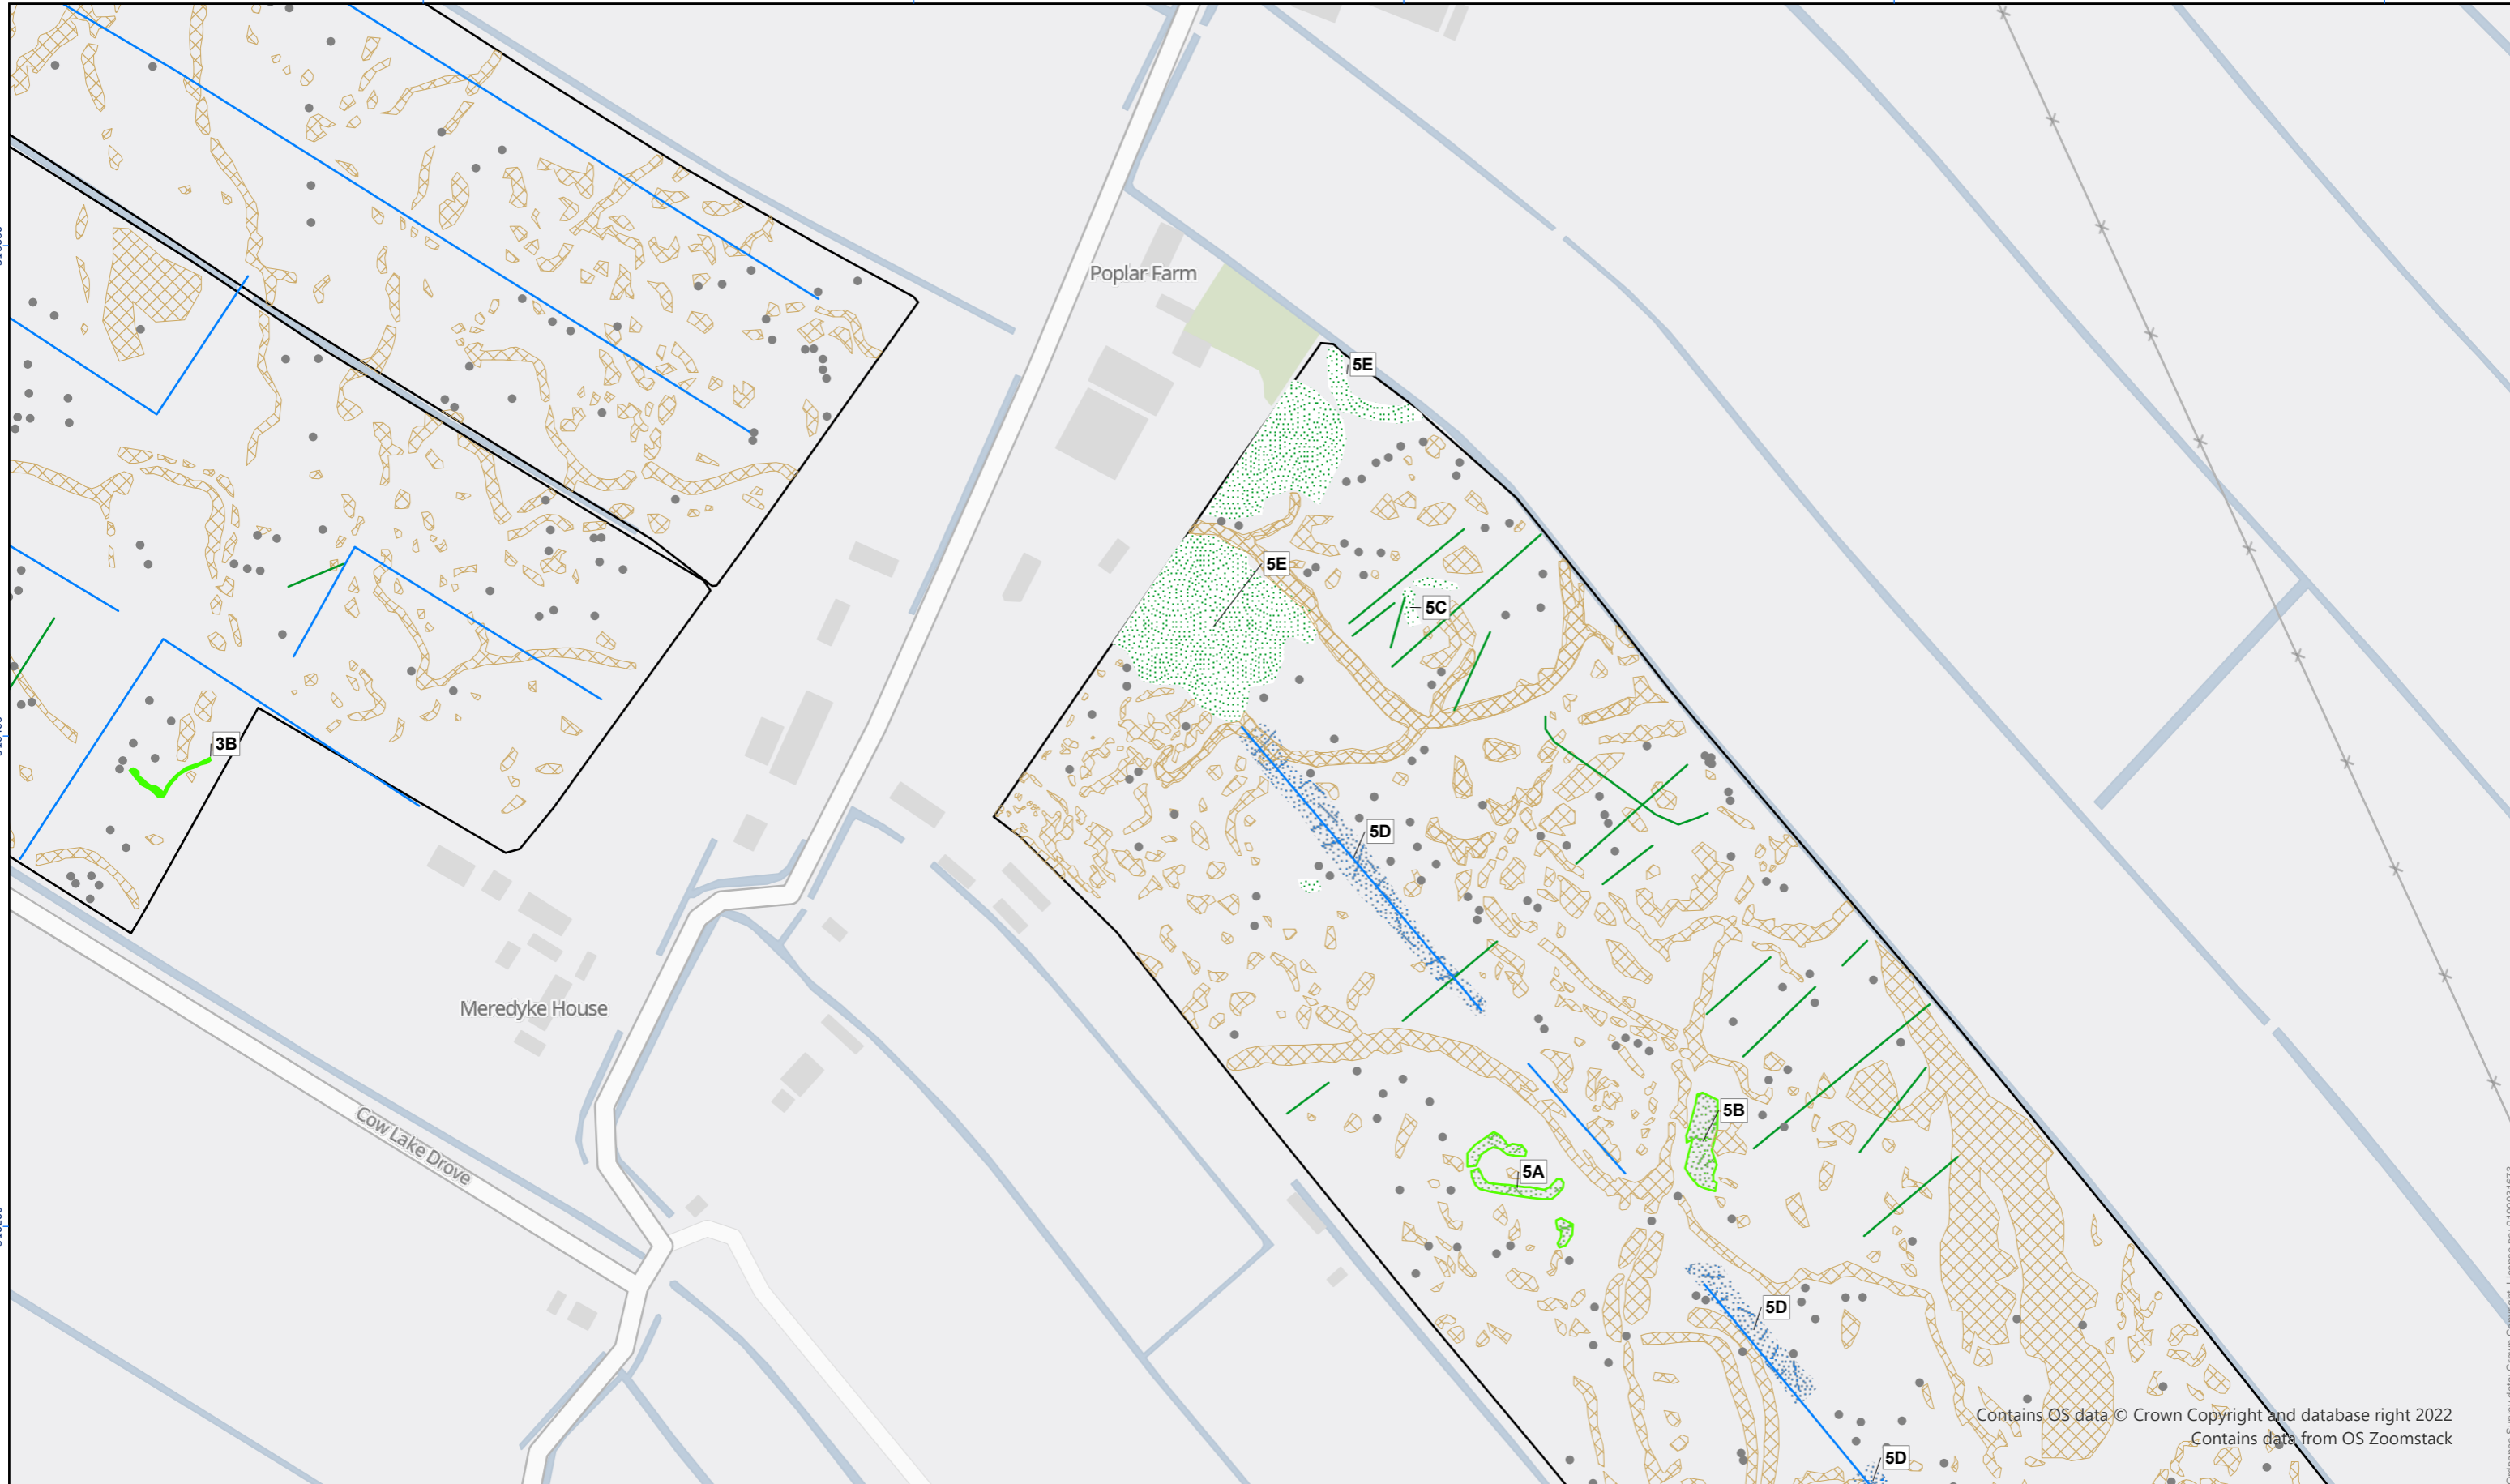 Poplar Farm
5E
5E
5C
3B
5D
Meredyke House
Cow Lake Drove
5B
5A
5D
5D
Contains OS data © Crown Copyright and database right 2022
Contains data from OS Zoomstack